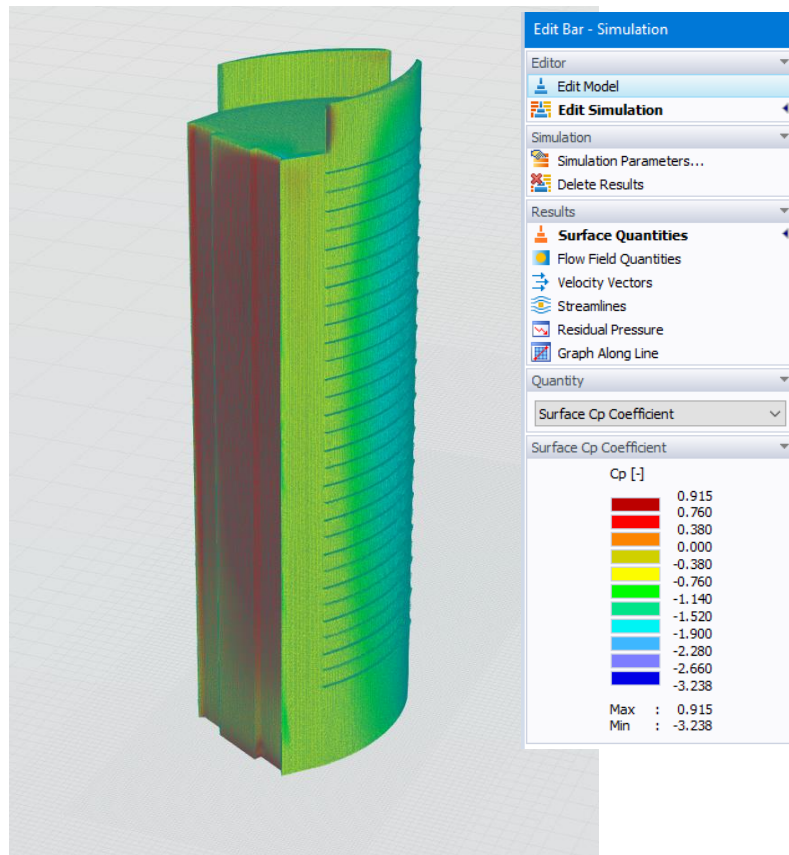 Edit Bar - Simulation
Editor
Edit Model
Edit Simulation
Simulation
Simulation Parameters...
Delete Results
Results
Surface Quantities
Flow Field Quantities
Velocity Vectors
Streamlines
Residual Pressure
Graph Along Line
Quantity
Surface Cp Coefficient
Surface Cp Coefficient
Cp [-]
0.915
0.760
0.380
0.000
-0.380
-0.760
-1.140
-1.520
-1.900
-2.280
-2.660
-3.238
Max : 0.915
Min : -3.238